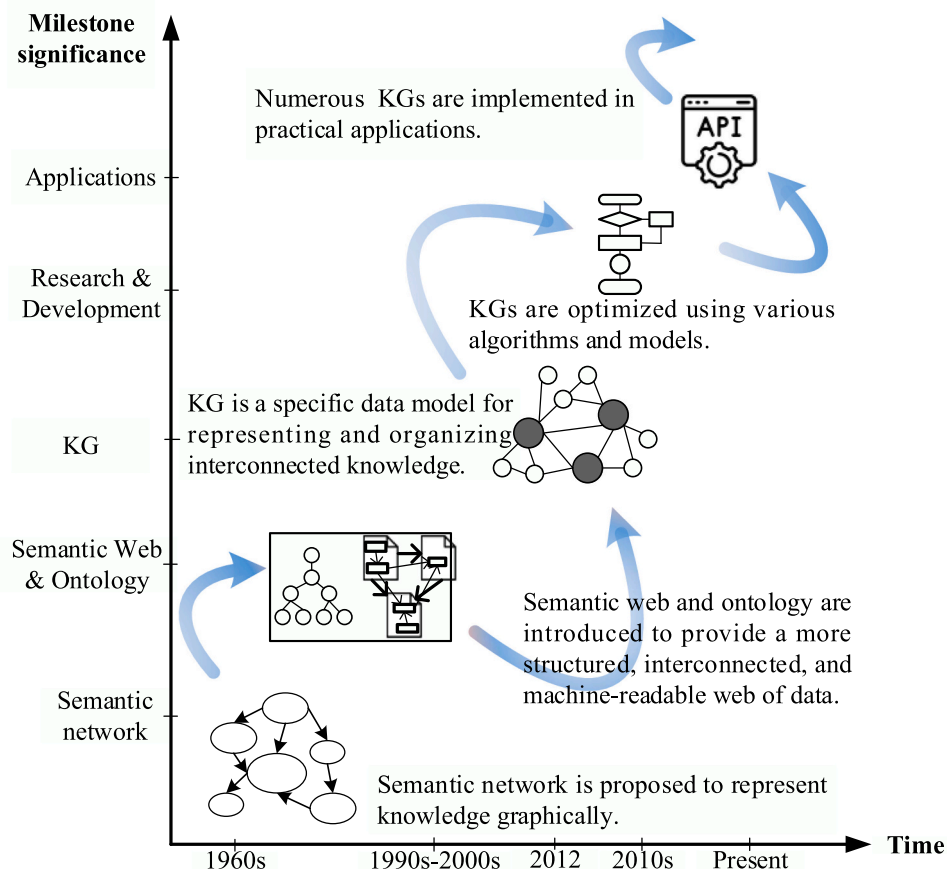 Milestone
significance
Numerous KGs are implemented in
practical applications.
API
Applications
Research &
Development
KGs are optimized using various
algorithms and models.
KG is a specific data model for
representing and organizing
interconnected knowledge.
KG
Semantic Web
& Ontology
Semantic web and ontology are
introduced to provide a more
structured, interconnected, and
machine-readable web of data.
Semantic
network
Semantic network is proposed to represent
knowledge graphically.
Time
1960s
1990s-2000s
2012
2010s
Present